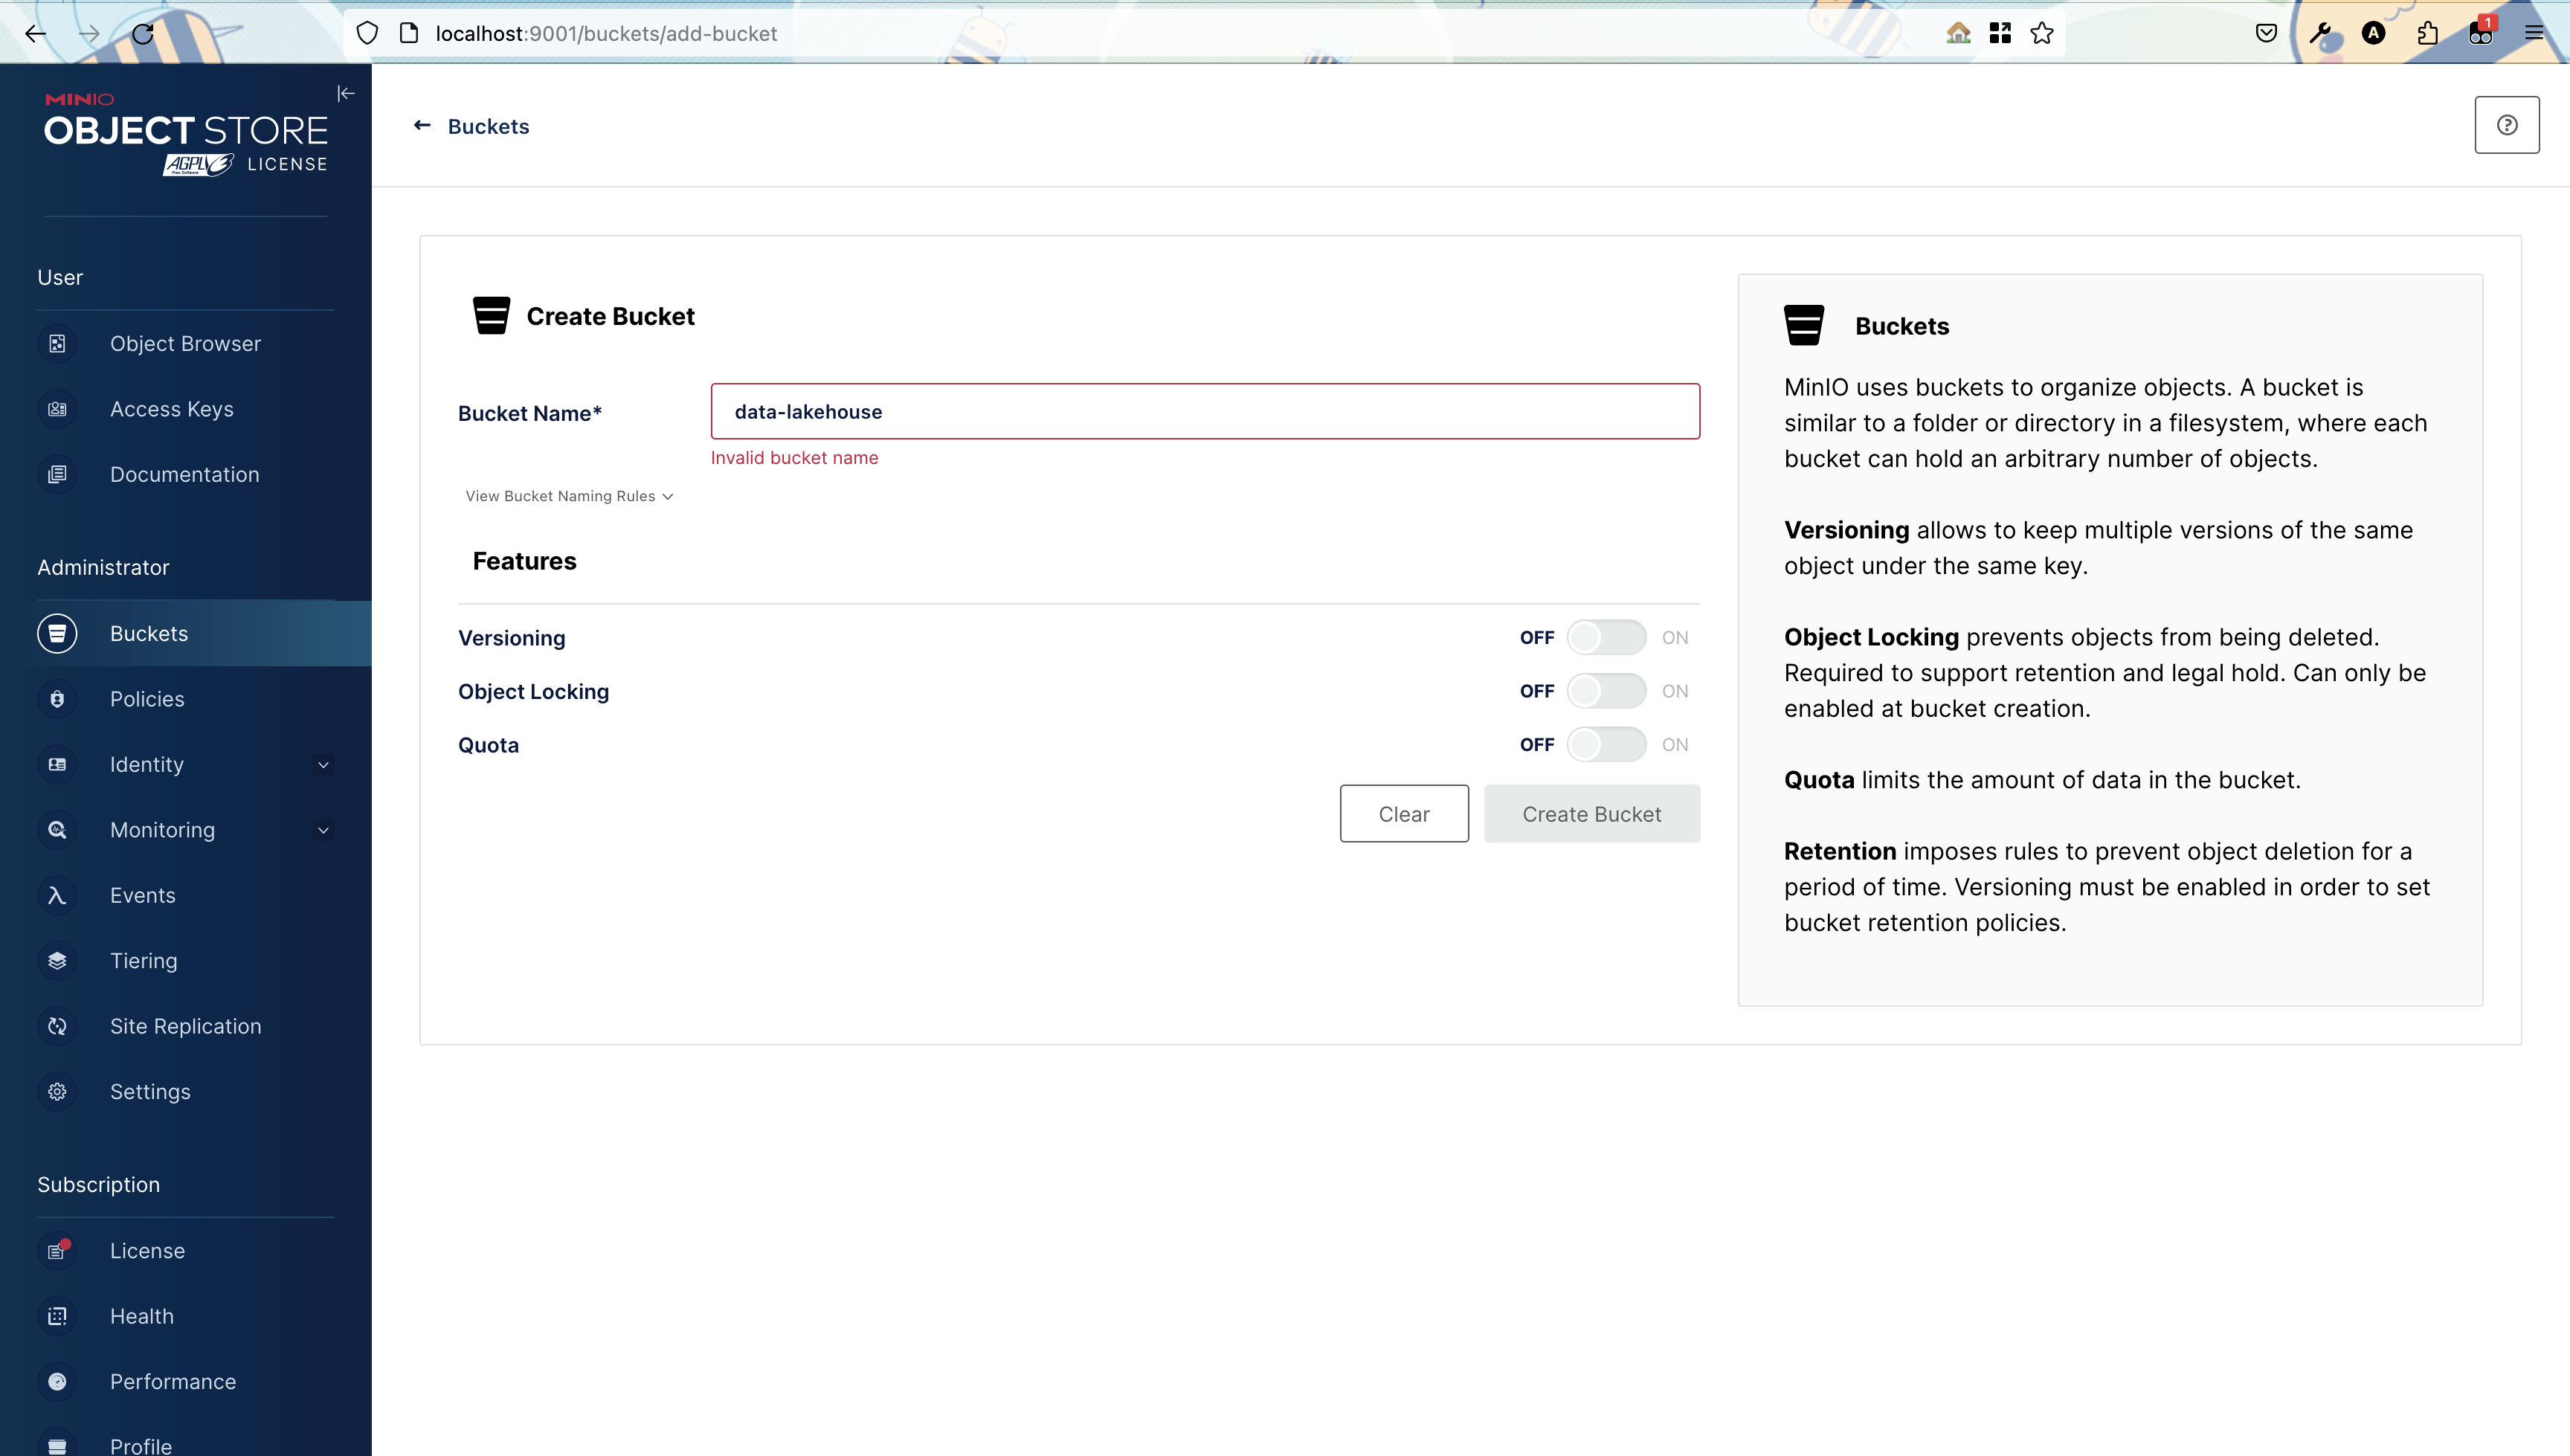 localhost:9001/buckets/add-bucket
A
1
MINIO
OBJECT STORE
AGPLv3 LICENSE
Free Software
User
Object Browser
Access Keys
Documentation
Administrator
Buckets
Policies
Identity
Monitoring
Events
Tiering
Site Replication
Settings
Subscription
License
Health
Performance
Profile
Buckets
Create Bucket
Bucket Name*
data-lakehouse
Invalid bucket name
View Bucket Naming Rules
Features
Versioning OFF ON
Object Locking OFF ON
Quota OFF ON
Clear Create Bucket
Buckets
MinIO uses buckets to organize objects. A bucket is
similar to a folder or directory in a filesystem, where each
bucket can hold an arbitrary number of objects.
Versioning allows to keep multiple versions of the same
object under the same key.
Object Locking prevents objects from being deleted.
Required to support retention and legal hold. Can only be
enabled at bucket creation.
Quota limits the amount of data in the bucket.
Retention imposes rules to prevent object deletion for a
period of time. Versioning must be enabled in order to set
bucket retention policies.